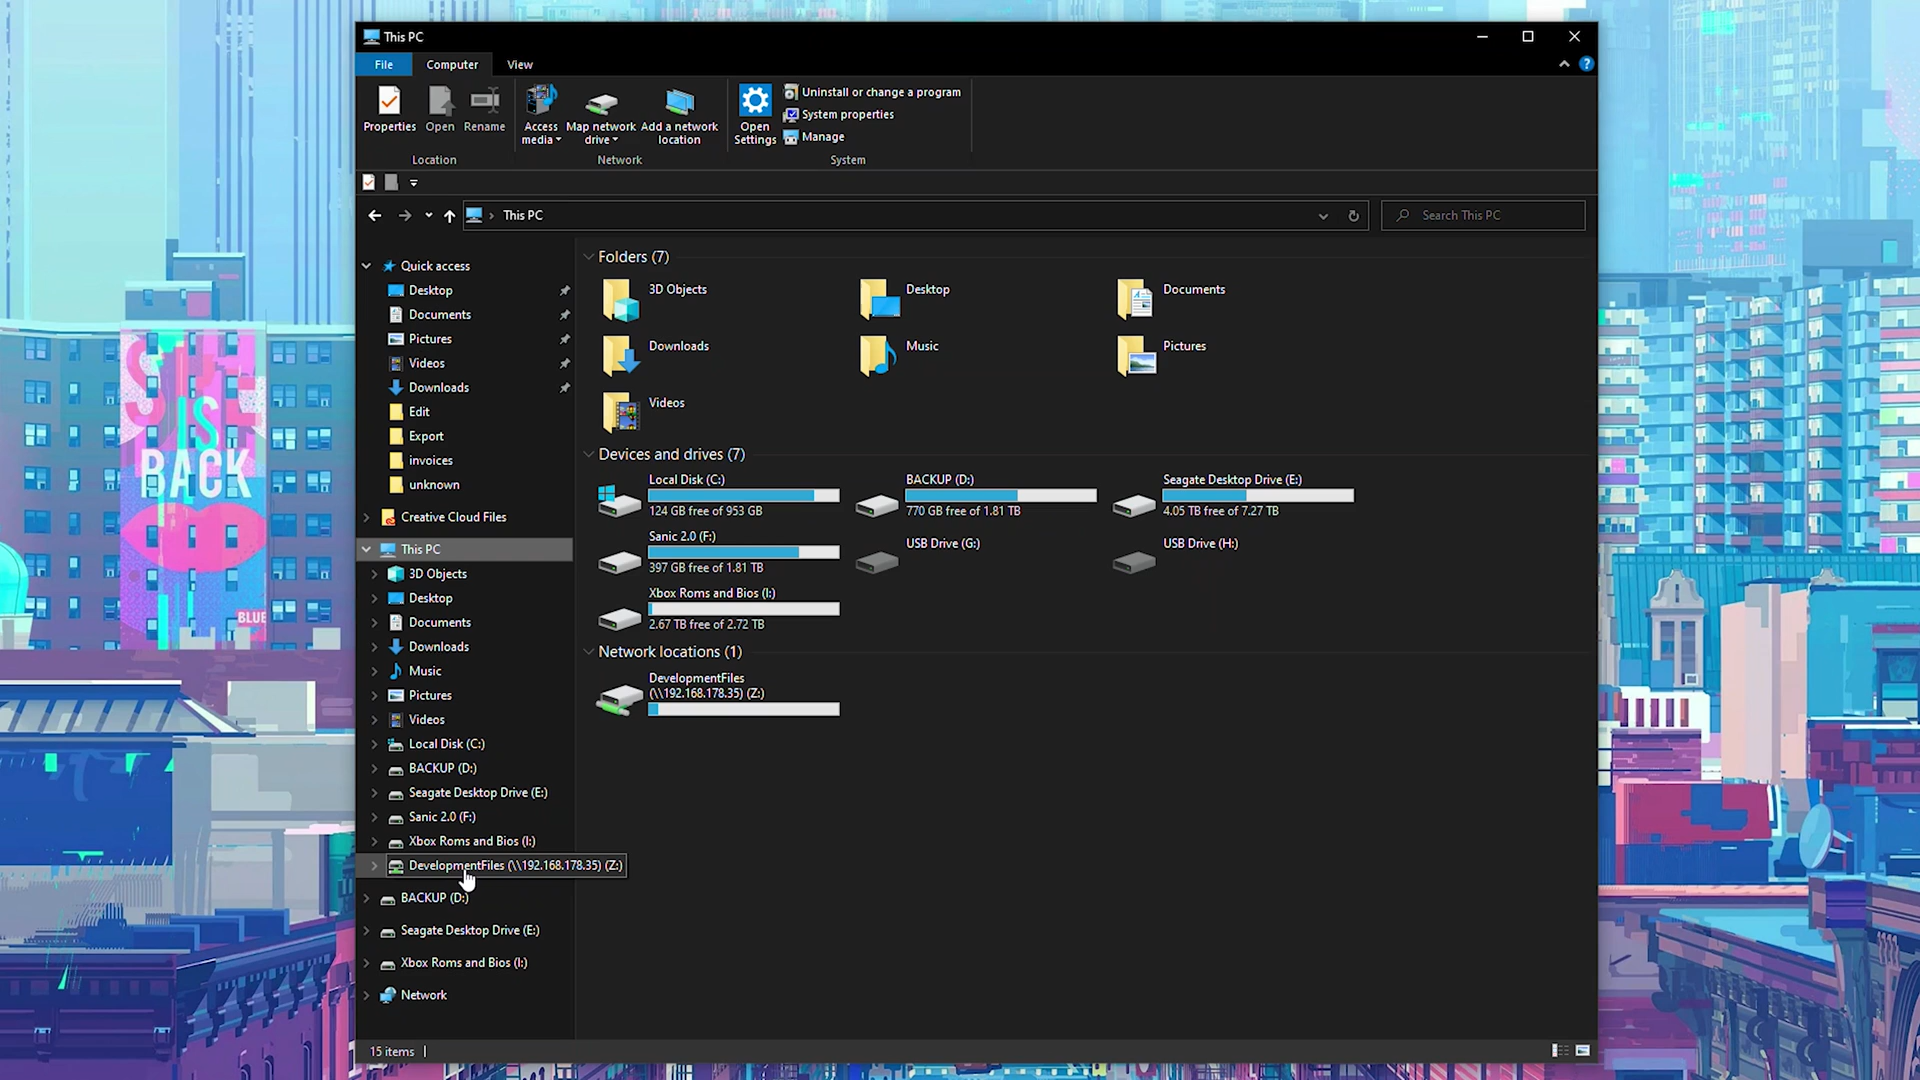 This PC
File
Computer
View
Properties
Open
Rename
Access
media
Map network
drive
Add a network
location
Open
Settings
Uninstall or change a program
System properties
Manage
Location
Network
System
This PC
Search This PC
Quick access
Desktop
Documents
Pictures
Videos
Downloads
Edit
Export
invoices
unknown
Creative Cloud Files
This PC
3D Objects
Desktop
Documents
Downloads
Music
Pictures
Videos
Local Disk (C:)
BACKUP (D:)
Seagate Desktop Drive (E:)
Sanic 2.0 (F:)
Xbox Roms and Bios (I:)
DevelopmentFiles (\\192.168.178.35) (Z:)
BACKUP (D:)
Seagate Desktop Drive (E:)
Xbox Roms and Bios (I:)
Network
Folders (7)
3D Objects
Desktop
Documents
Downloads
Music
Pictures
Videos
Devices and drives (7)
Local Disk (C:)
124 GB free of 953 GB
BACKUP (D:)
770 GB free of 1.81 TB
Seagate Desktop Drive (E:)
4.05 TB free of 7.27 TB
Sanic 2.0 (F:)
397 GB free of 1.81 TB
USB Drive (G:)
USB Drive (H:)
Xbox Roms and Bios (I:)
2.67 TB free of 2.72 TB
Network locations (1)
DevelopmentFiles
(\\192.168.178.35) (Z:)
15 items
SHE
IS
BACK
BLUE